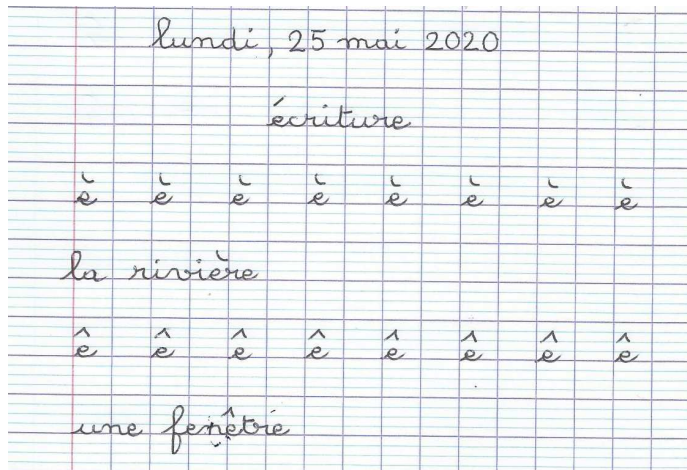 lundi, 25 mai 2020
écriture
è è è è è è è è
la rivière
ê ê ê ê ê ê ê ê
une fenêtre